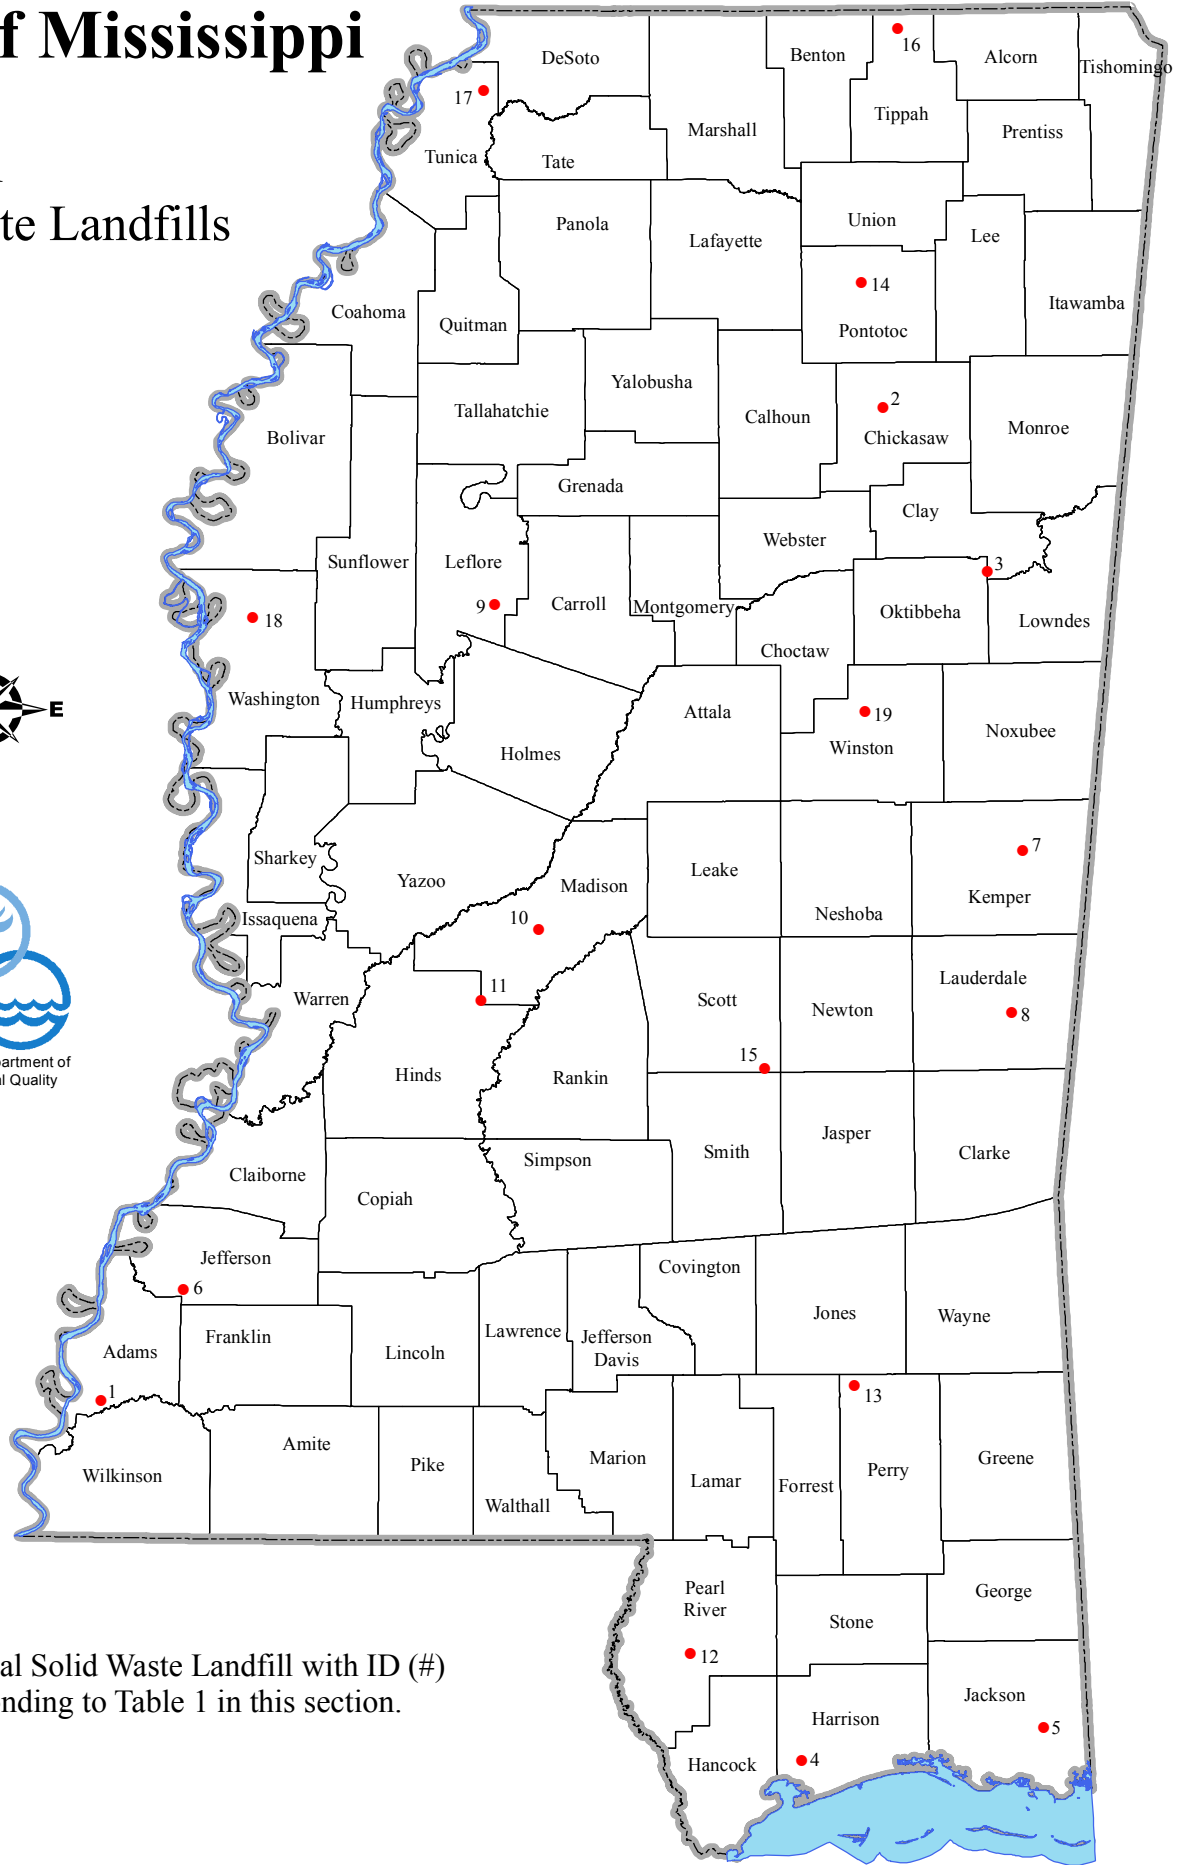 f Mississippi
te Landfills
DeSoto
Benton
16
Alcorn
Tishomingo
17
Marshall
Tippah
Prentiss
Tunica
Tate
Panola
Lafayette
Union
Lee
14
Coahoma
Quitman
Pontotoc
Itawamba
Yalobusha
2
Tallahatchie
Calhoun
Chickasaw
Monroe
Bolivar
Grenada
Clay
Webster
Sunflower
Leflore
3
9
Carroll
Montgomery
Oktibbeha
Lowndes
18
Choctaw
Washington
Humphreys
E
Attala
19
Winston
Noxubee
Holmes
Sharkey
Yazoo
Madison
Leake
7
Kemper
Neshoba
Issaquena
10
Lauderdale
11
Warren
Scott
Newton
8
15
artment of
al Quality
Hinds
Rankin
Smith
Jasper
Clarke
Simpson
Claiborne
Copiah
Jefferson
6
Covington
Jones
Wayne
Franklin
Lawrence
Jefferson
Davis
Adams
Lincoln
1
13
Amite
Marion
Greene
Wilkinson
Pike
Lamar
Perry
Forrest
Walthall
Pearl
River
George
Stone
12
al Solid Waste Landfill with ID (#)
nding to Table 1 in this section.
Jackson
Harrison
5
Hancock
4